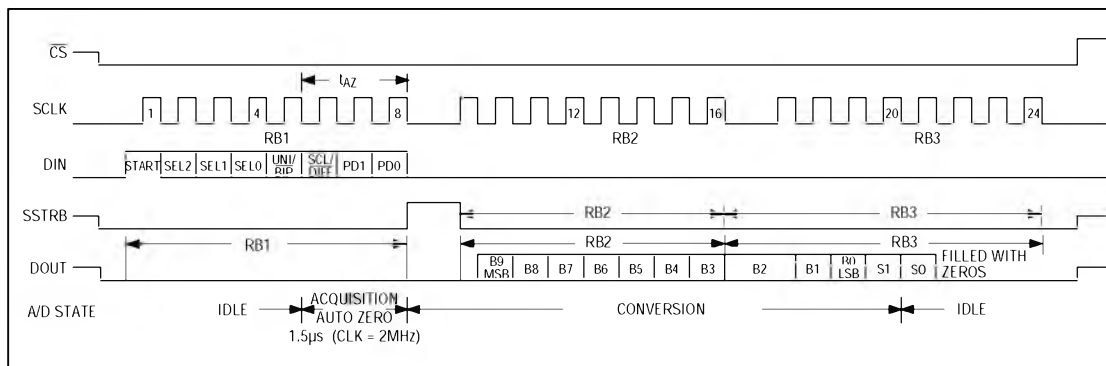 CS
tAZ
SCLK 1 4 8 12 16 20 24
RB1 RB2 RB3
DIN START SEL2 SEL1 SEL0 UNI/BIP SCL/DIFF PD1 PD0
SSTRB RB2 RB3
RB1 RB2 RB3
DOUT B9 MSB B8 B7 B6 B5 B4 B3 B2 B1 B0 LSB S1 S0 FILLED WITH ZEROS
A/D STATE IDLE ACQUISITION AUTO ZERO CONVERSION IDLE
1.5µs (CLK = 2MHz)